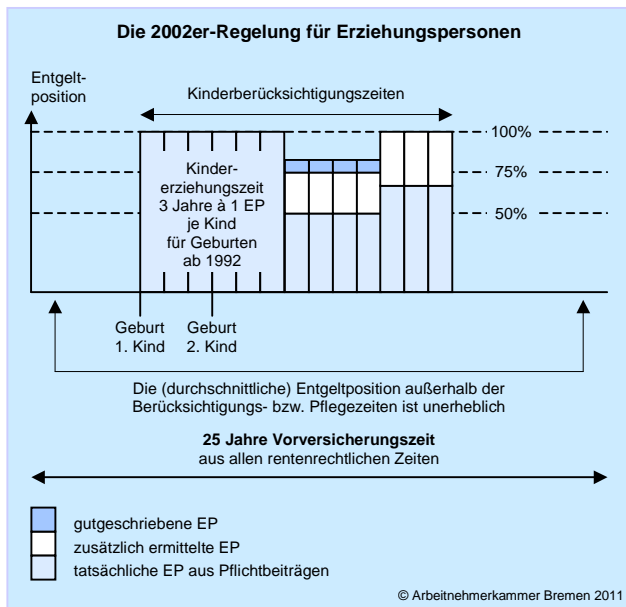 Die 2002er-Regelung für Erziehungspersonen
Entgelt-
position
Kinderberücksichtigungszeiten
100%
75%
50%
Kinder-
erziehungszeit
3 Jahre à 1 EP
je Kind
für Geburten
ab 1992
Geburt
1. Kind
Geburt
2. Kind
Die (durchschnittliche) Entgeltposition außerhalb der
Berücksichtigungs- bzw. Pflegezeiten ist unerheblich
25 Jahre Vorversicherungszeit
aus allen rentenrechtlichen Zeiten
gutgeschriebene EP
zusätzlich ermittelte EP
tatsächliche EP aus Pflichtbeiträgen
© Arbeitnehmerkammer Bremen 2011